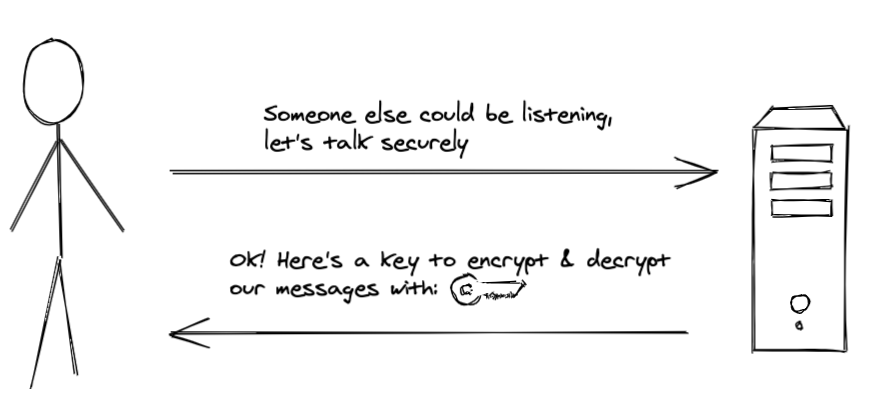 Someone else could be listening,
let's talk securely
Ok! Here's a key to encrypt & decrypt
our messages with: